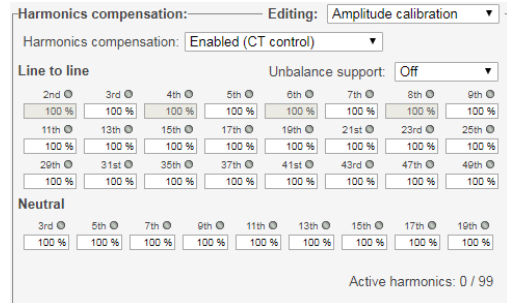 Harmonics compensation: Editing: Amplitude calibration
Harmonics compensation: Enabled (CT control)
Line to line Unbalance support: Off
2nd 3rd 4th 5th 6th 7th 8th 9th
100 % 100 % 100 % 100 % 100 % 100 % 100 % 100 %
11th 13th 15th 17th 19th 21st 23rd 25th
100 % 100 % 100 % 100 % 100 % 100 % 100 % 100 %
29th 31st 35th 37th 41st 43rd 47th 49th
100 % 100 % 100 % 100 % 100 % 100 % 100 % 100 %
Neutral
3rd 5th 7th 9th 11th 13th 15th 17th 19th
100 % 100 % 100 % 100 % 100 % 100 % 100 % 100 % 100 %
Active harmonics: 0 / 99